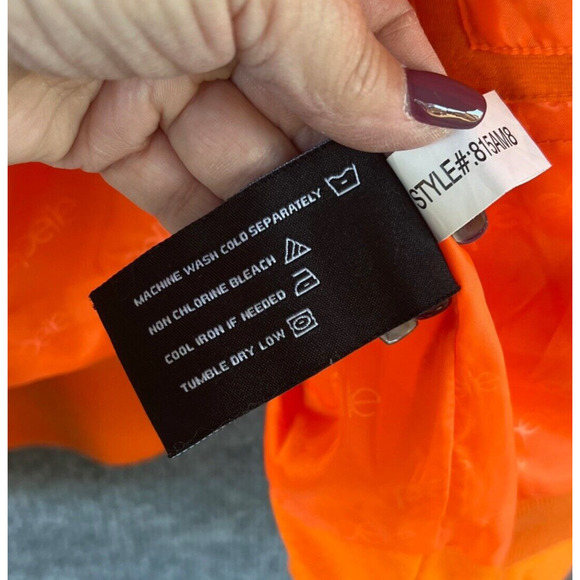 MACHINE WASH COLD SEPARATELY
NON CHLORINE BLEACH
COOL IRON IF NEEDED
TUMBLE DRY LOW
STYLE#:815AM8